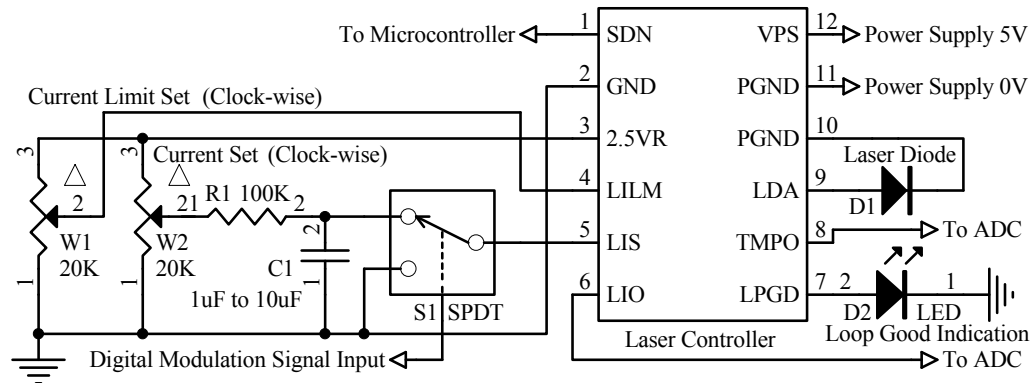 To Microcontroller
1
SDN
VPS
12
Power Supply 5V
2
GND
PGND
11
Power Supply 0V
Current Limit Set (Clock-wise)
3
2.5VR
PGND
10
3
3
Current Set (Clock-wise)
Laser Diode
4
LILM
LDA
9
D1
2
W1
20K
2
1
W2
20K
R1 100K
2
2
C1
1
1uF to 10uF
5
LIS
TMPO
8
To ADC
1
1
S1
SPDT
6
LIO
LPGD
7
2
D2
LED
1
Loop Good Indication
Laser Controller
Digital Modulation Signal Input
To ADC